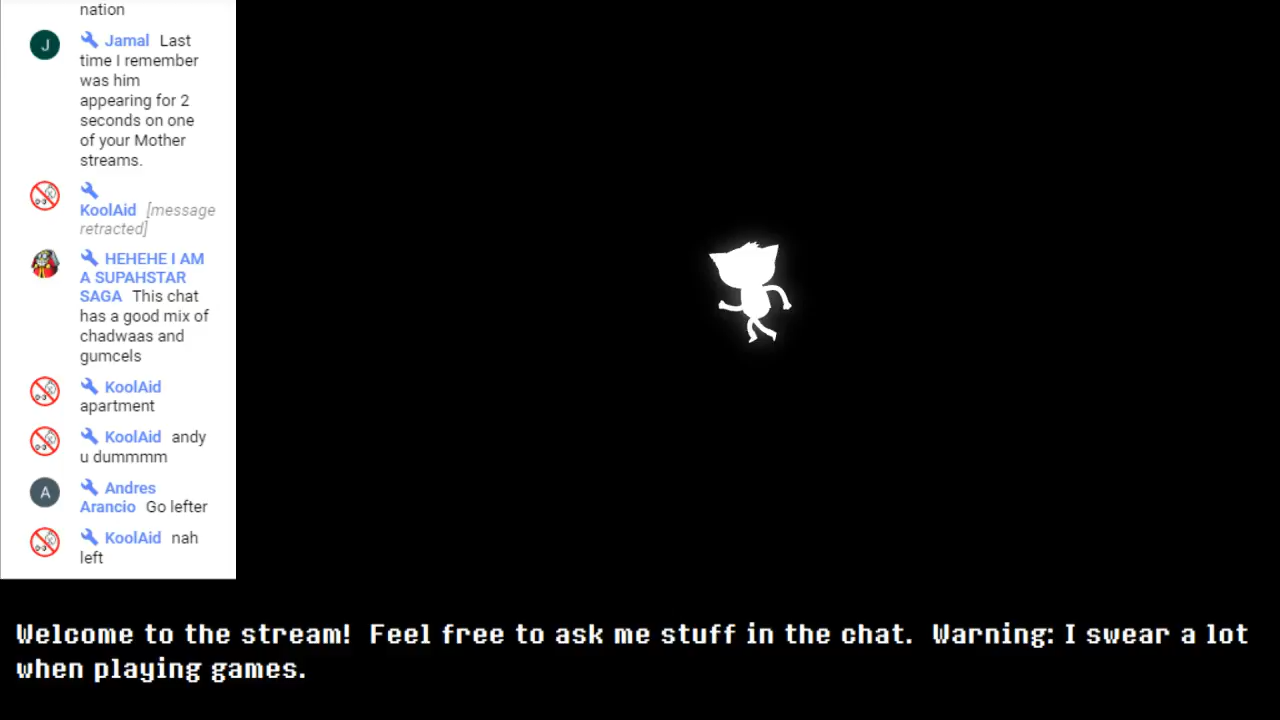 nation
J
Jamal Last
time I remember
was him
appearing for 2
seconds on one
of your Mother
streams.
KoolAid [message
retracted]
HEHEHE I AM
A SUPAHSTAR
SAGA This chat
has a good mix of
chadwaas and
gumcels
KoolAid
apartment
KoolAid andy
u dummmm
A
Andres
Arancio Go lefter
KoolAid nah
left
Welcome to the stream! Feel free to ask me stuff in the chat. Warning: I swear a lot
when playing games.